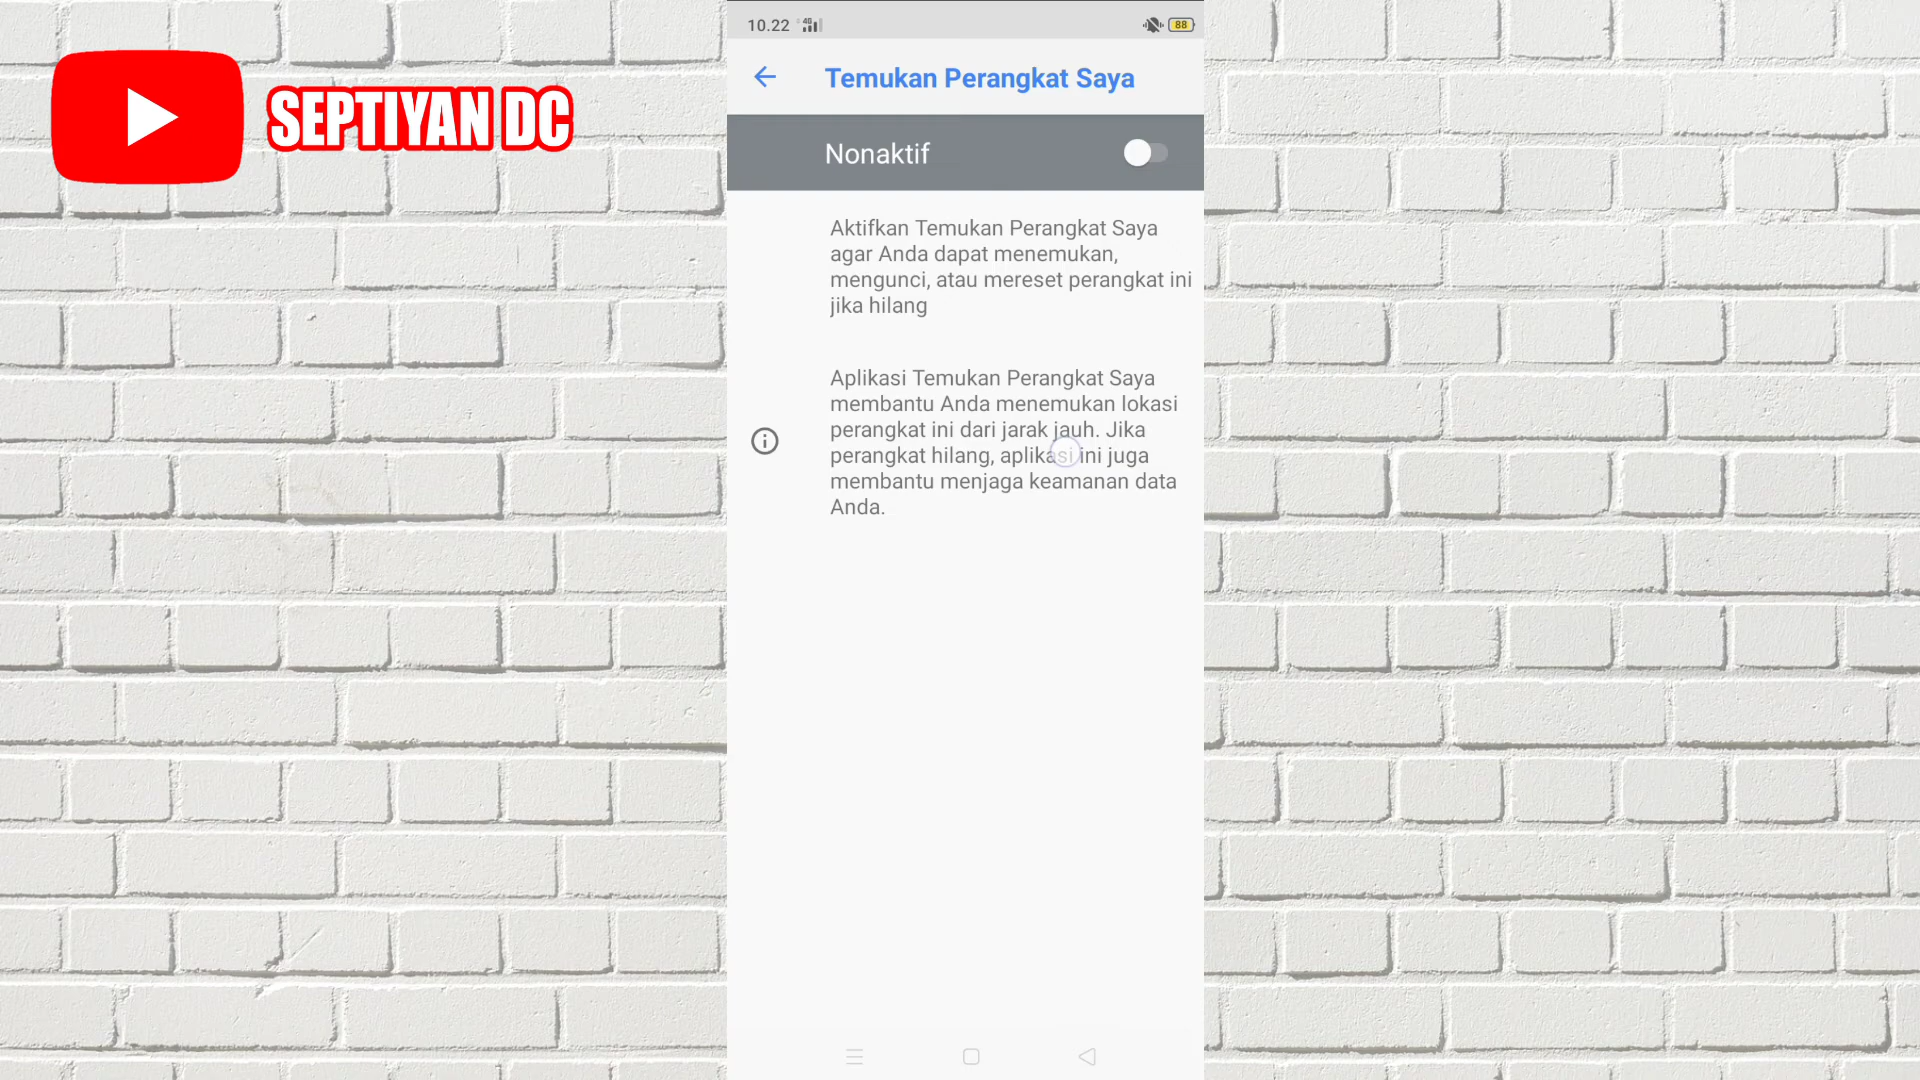 SEPTIYAN DC
10.22 4G
88
Temukan Perangkat Saya
Nonaktif
Aktifkan Temukan Perangkat Saya
agar Anda dapat menemukan,
mengunci, atau mereset perangkat ini
jika hilang
Aplikasi Temukan Perangkat Saya
membantu Anda menemukan lokasi
perangkat ini dari jarak jauh. Jika
perangkat hilang, aplikasi ini juga
membantu menjaga keamanan data
Anda.